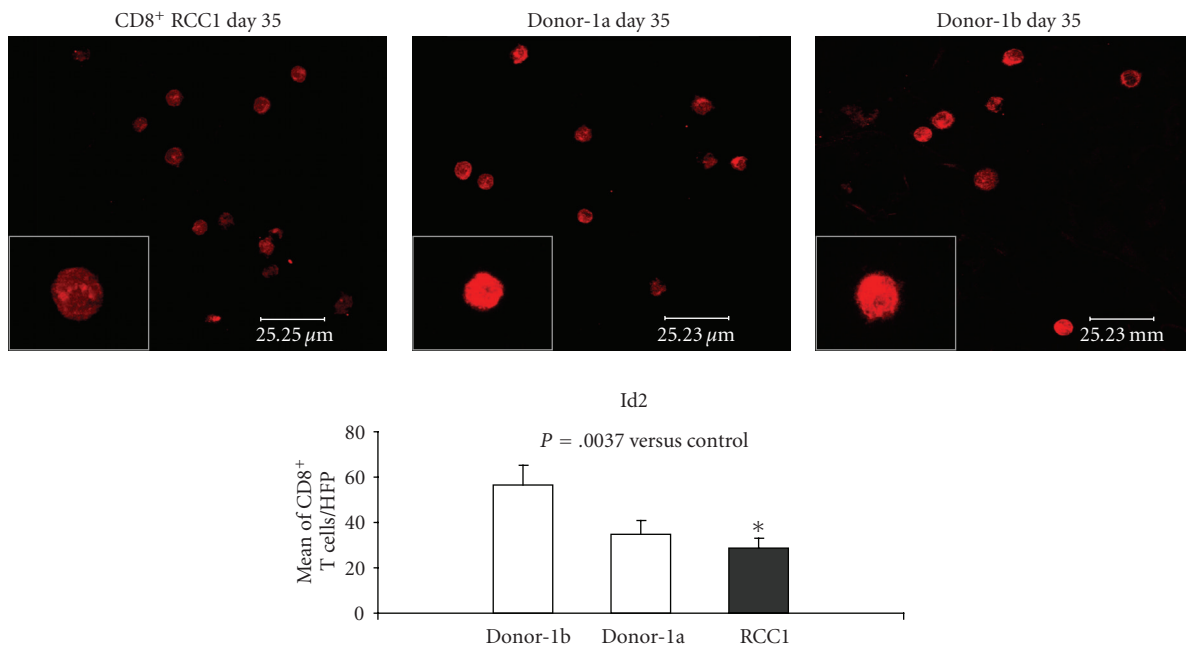 CD8⁺ RCC1 day 35
Donor-1a day 35
Donor-1b day 35
25.25 µm
25.23 µm
25.23 mm
Id2
P = .0037 versus control
Mean of CD8⁺
T cells/HFP
80
60
40
20
0
*
Donor-1b
Donor-1a
RCC1